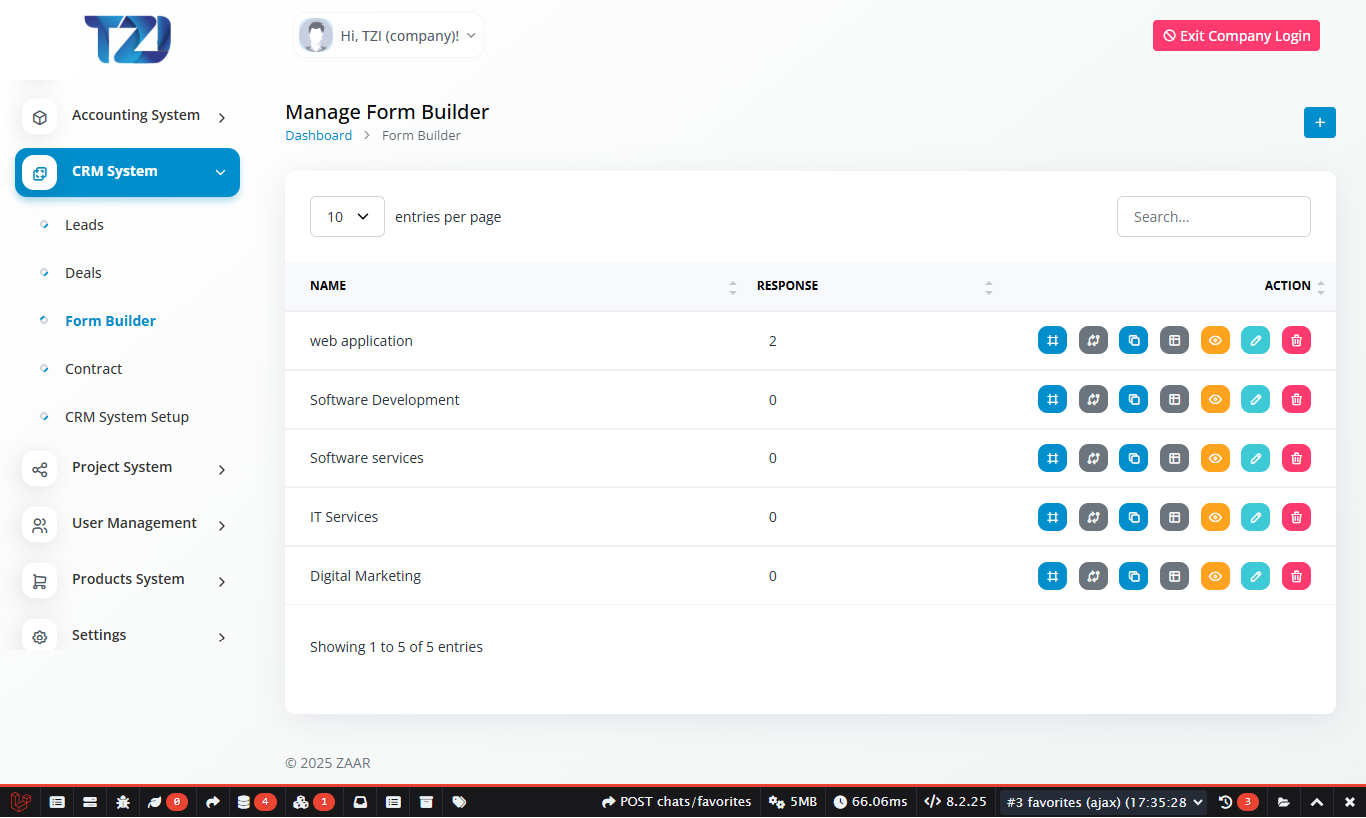 TZI
Hi, TZI (company)!
Exit Company Login
Accounting System
CRM System
Leads
Deals
Form Builder
Contract
CRM System Setup
Project System
User Management
Products System
Settings
Manage Form Builder
Dashboard > Form Builder
+
10 entries per page
Search...
NAME RESPONSE ACTION
web application 2
Software Development 0
Software services 0
IT Services 0
Digital Marketing 0
Showing 1 to 5 of 5 entries
© 2025 ZAAR
0 4 1 POST chats/favorites 5MB 66.06ms 8.2.25 #3 favorites (ajax) (17:35:28 3